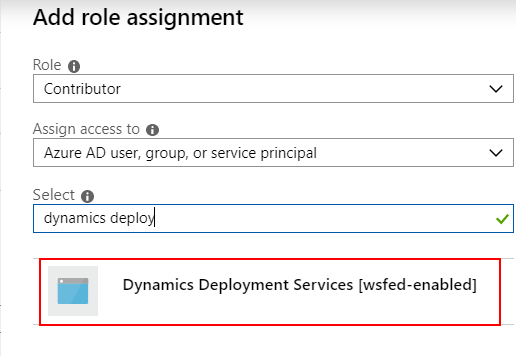 Add role assignment
Role
Contributor
Assign access to
Azure AD user, group, or service principal
Select
dynamics deploy
Dynamics Deployment Services [wsfed-enabled]